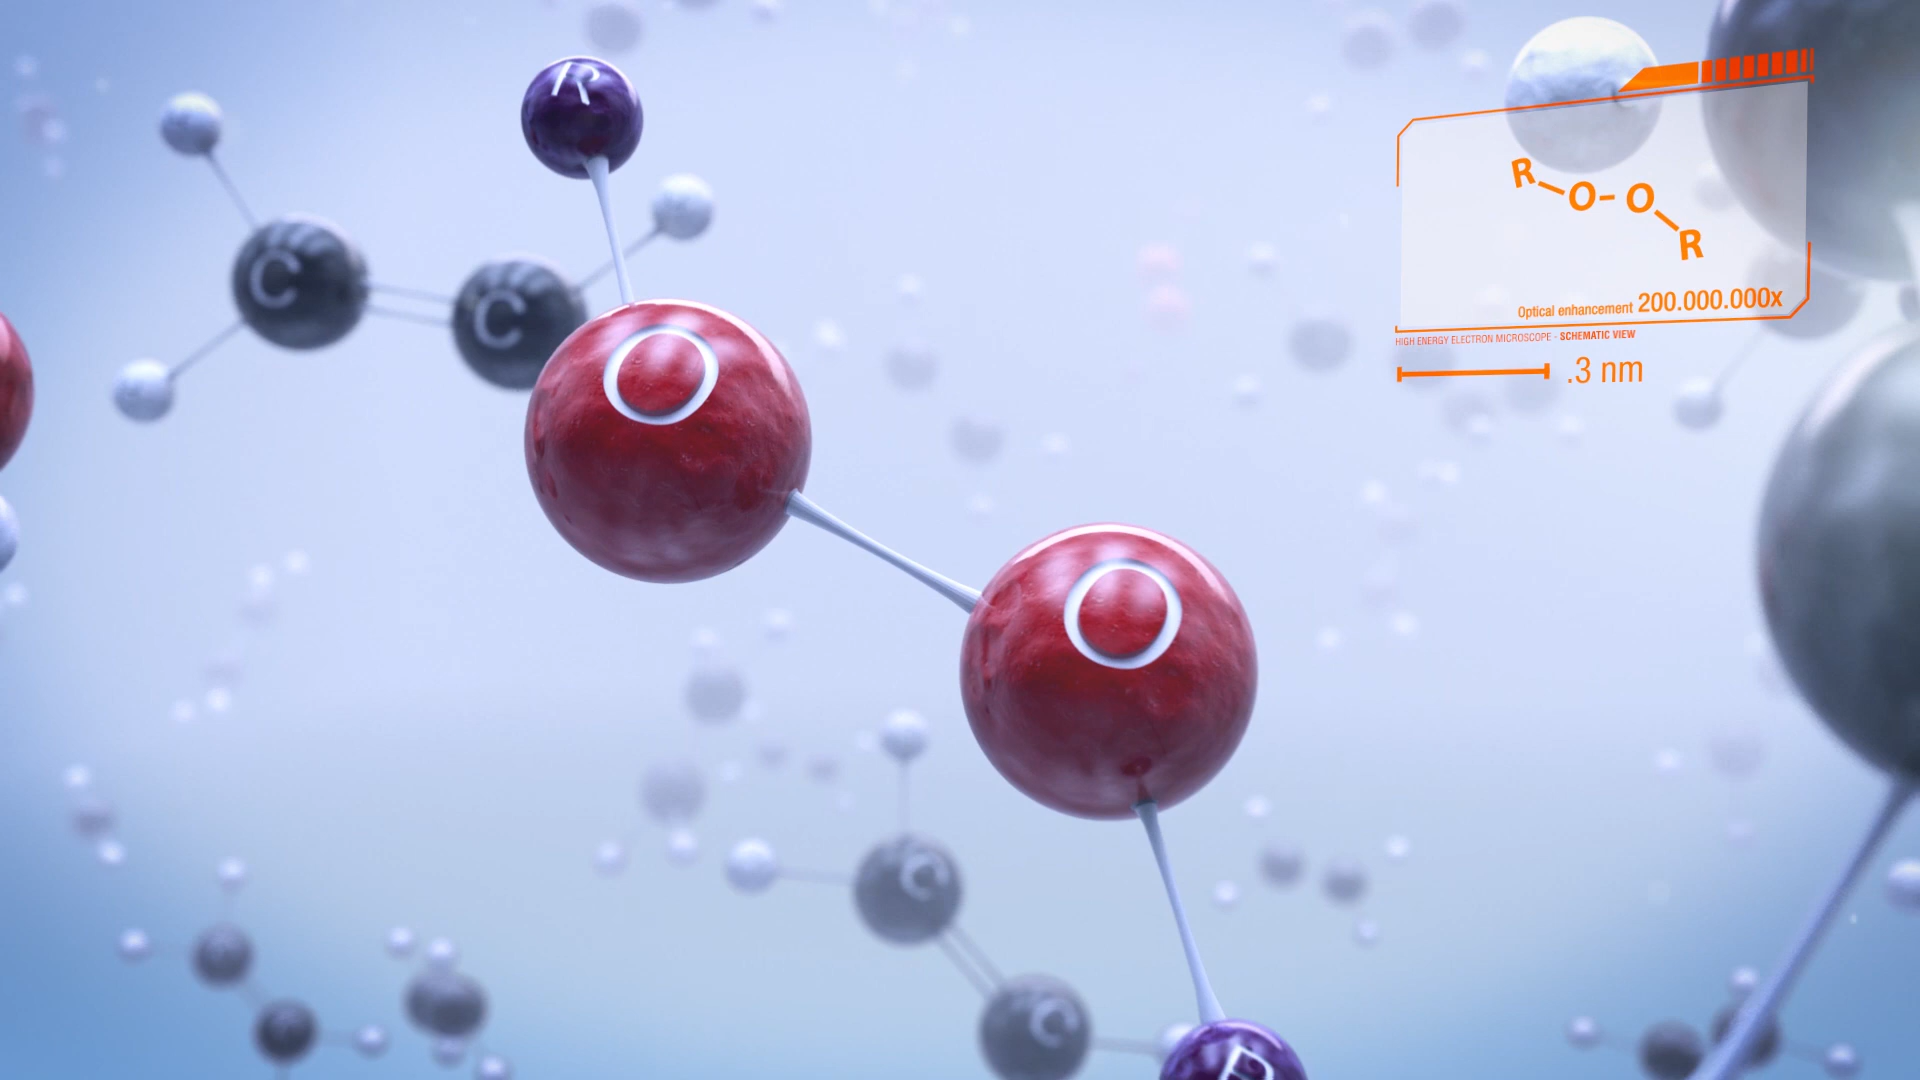 R
C
C
O
O
C
C
R
R
O - O
R
Optical enhancement 200.000.000x
HIGH ENERGY ELECTRON MICROSCOPE - SCHEMATIC VIEW
.3 nm